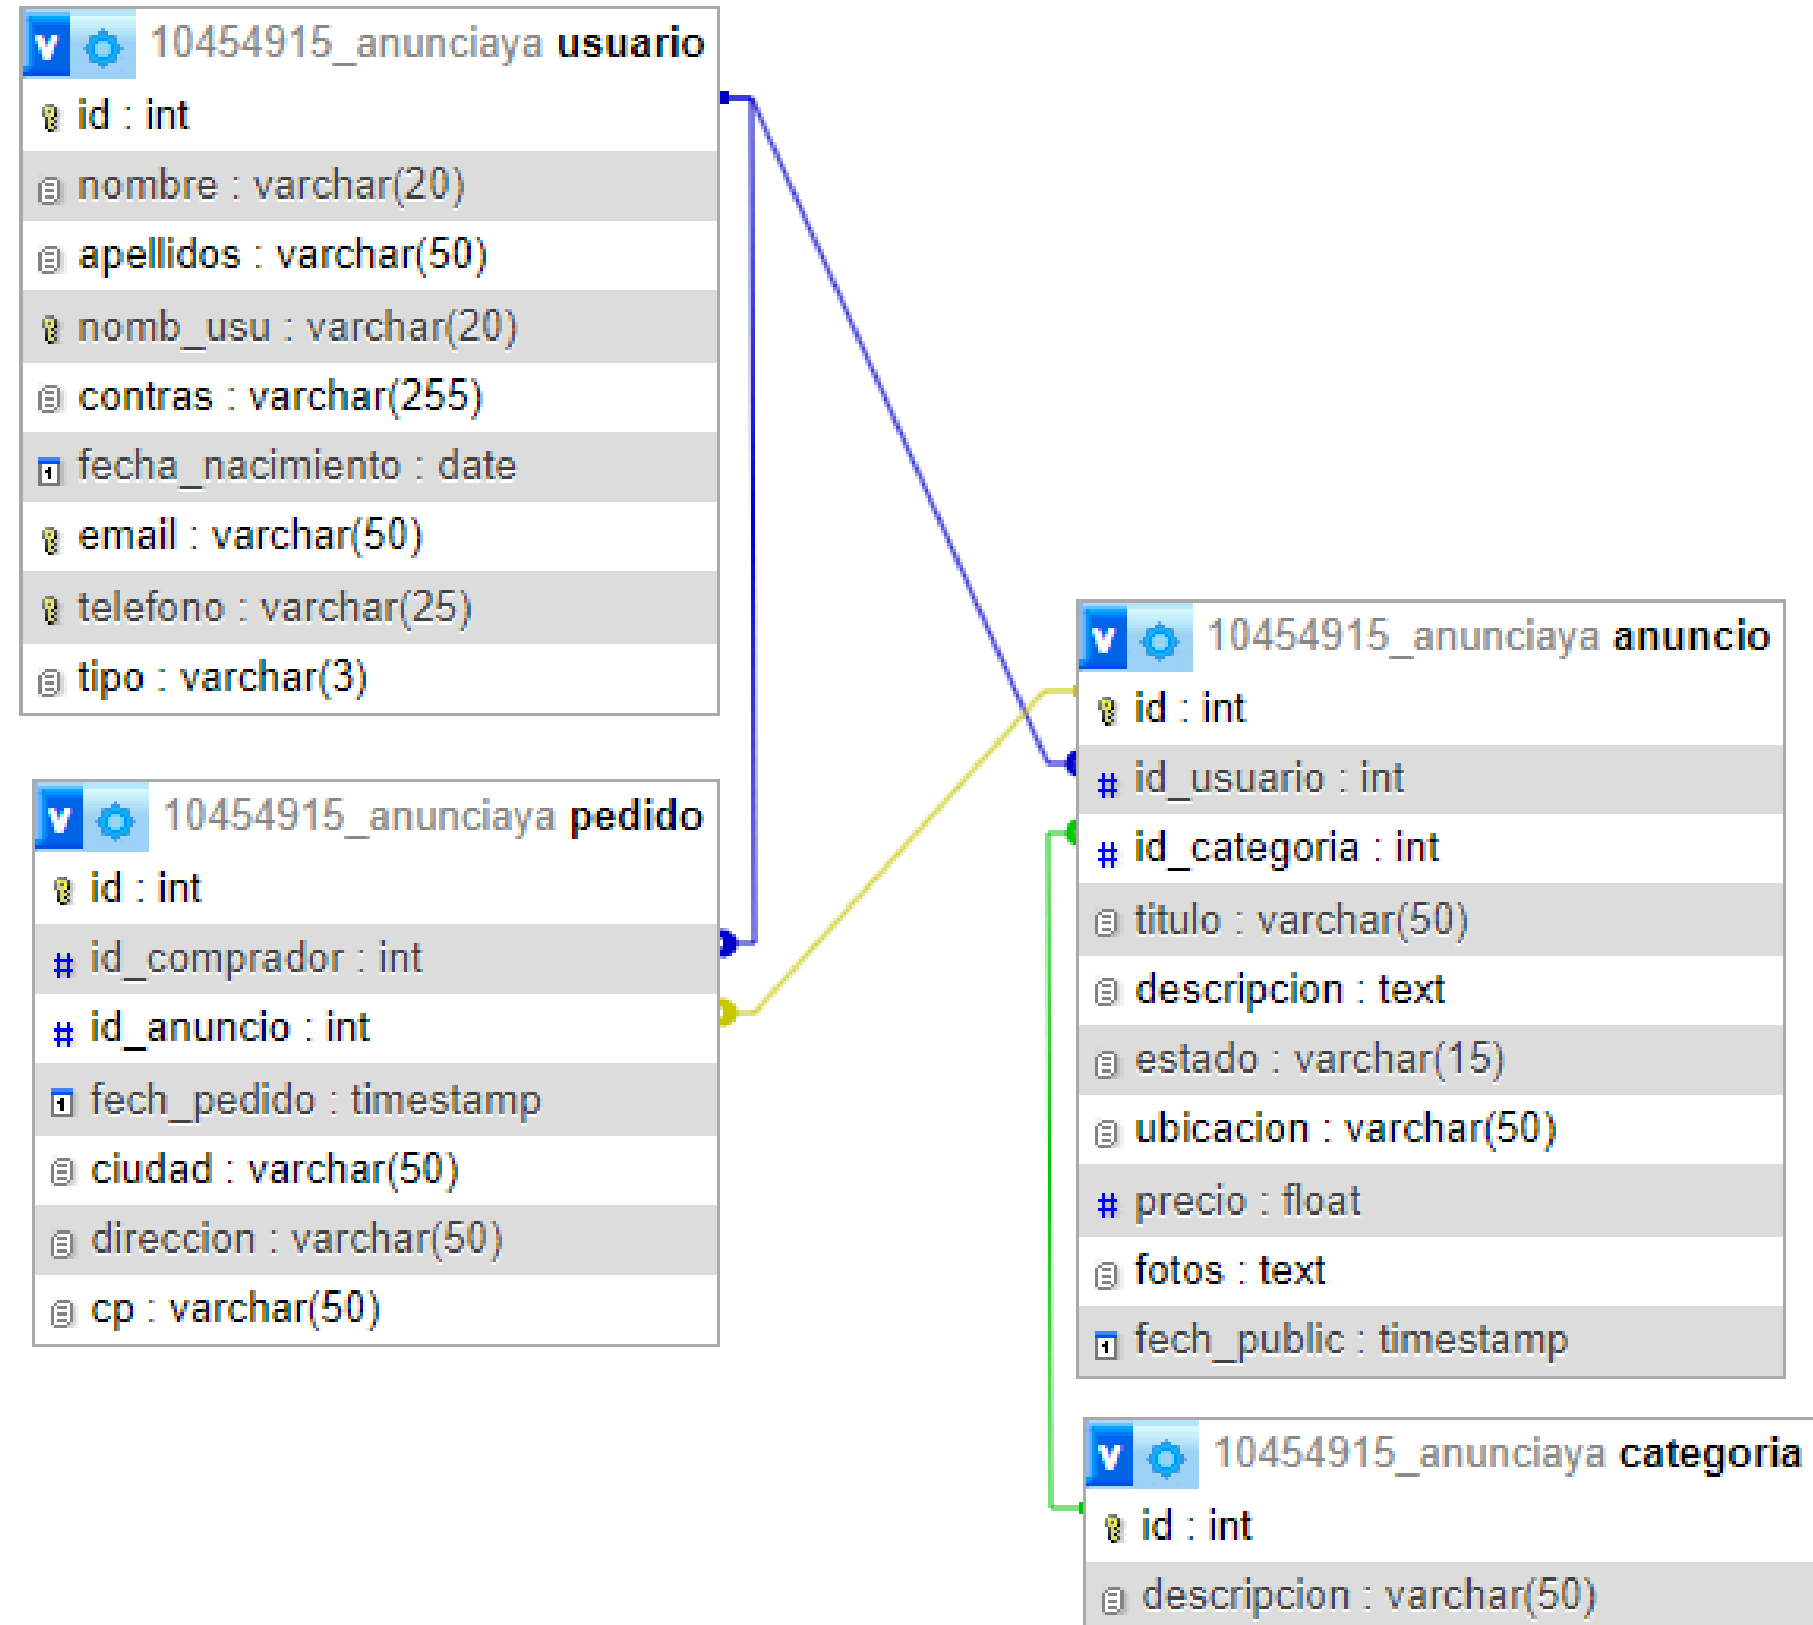 10454915_anunciaya usuario
id : int
nombre : varchar(20)
apellidos : varchar(50)
nomb_usu : varchar(20)
contras : varchar(255)
fecha_nacimiento : date
email : varchar(50)
telefono : varchar(25)
tipo : varchar(3)
10454915_anunciaya pedido
id : int
id_comprador : int
id_anuncio : int
fech_pedido : timestamp
ciudad : varchar(50)
direccion : varchar(50)
cp : varchar(50)
10454915_anunciaya anuncio
id : int
id_usuario : int
id_categoria : int
titulo : varchar(50)
descripcion : text
estado : varchar(15)
ubicacion : varchar(50)
precio : float
fotos : text
fech_public : timestamp
10454915_anunciaya categoria
id : int
descripcion : varchar(50)